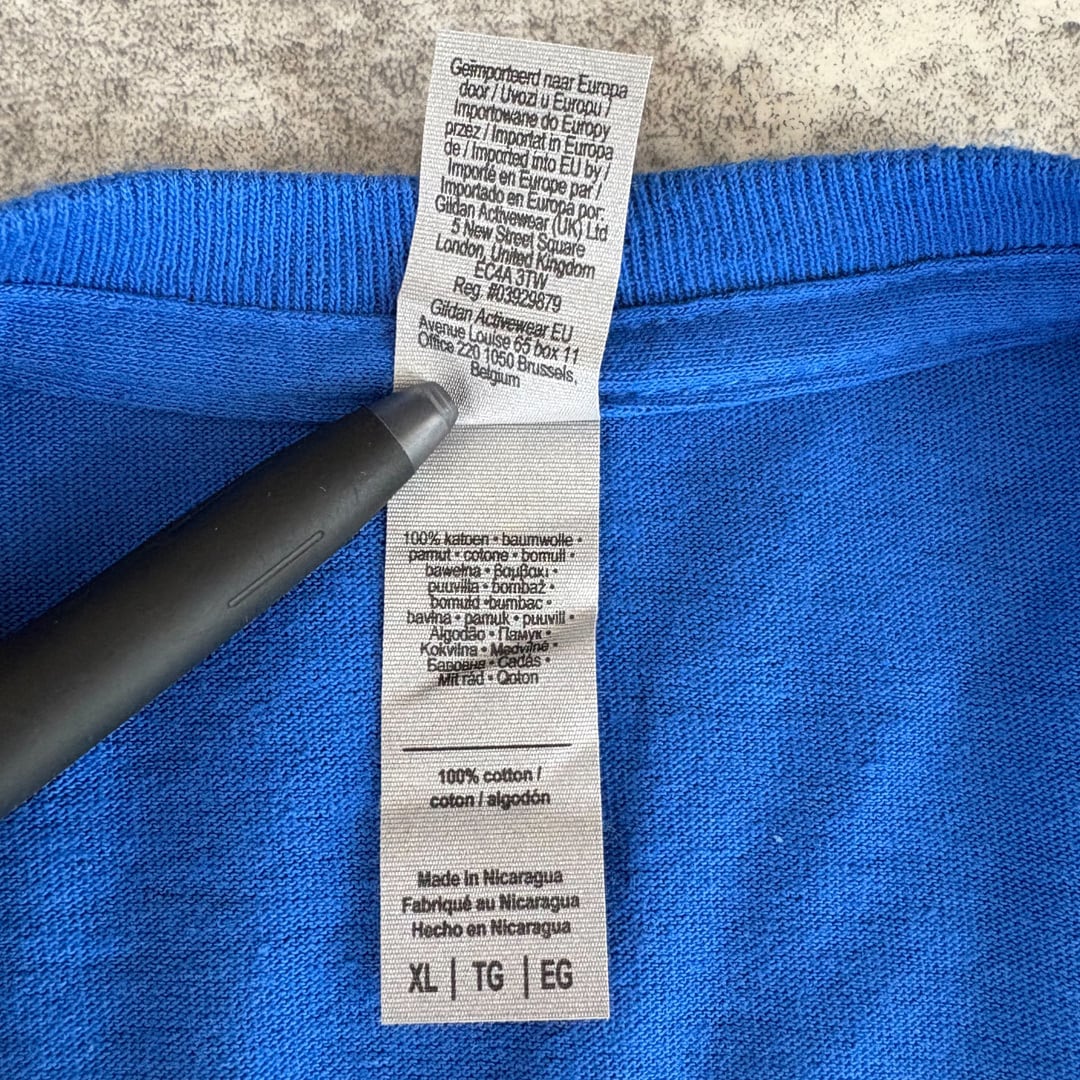 Geïmporteerd naar Europa
door / Uvozi u Europu /
Importowane do Europy
przez / Importat in Europa
de / Imported into EU by /
Importé en Europe par /
Importado en Europa por:
Gildan Activewear (UK) Ltd
5 New Street Square
London, United Kingdom
EC4A 3TW
Reg. #03929879
Gildan Activewear EU
Avenue Louise 65 box 11
Office 220 1050 Brussels,
Belgium
100% katoen • baumwolle •
pamut • cotone • bomull •
bawełna • βαμβακι •
puuvilla • bombaž •
bomuld •bumbac •
bavlna • pamuk • puuvill •
Algodão • Памук •
Kokvilna • Medvilnė •
Бавовна • Cadás •
Mit rad • Qoton
100% cotton /
coton / algodón
Made in Nicaragua
Fabriqué au Nicaragua
Hecho en Nicaragua
XL | TG | EG